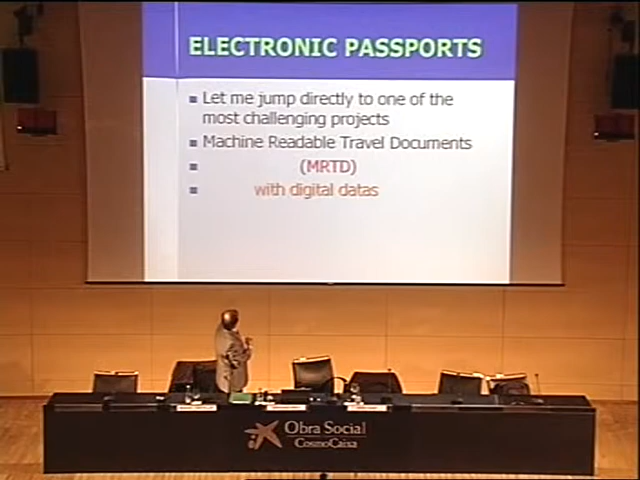 ELECTRONIC PASSPORTS
Let me jump directly to one of the
most challenging projects
Machine Readable Travel Documents
(MRTD)
with digital datas
Obra Social
CosmoCaixa